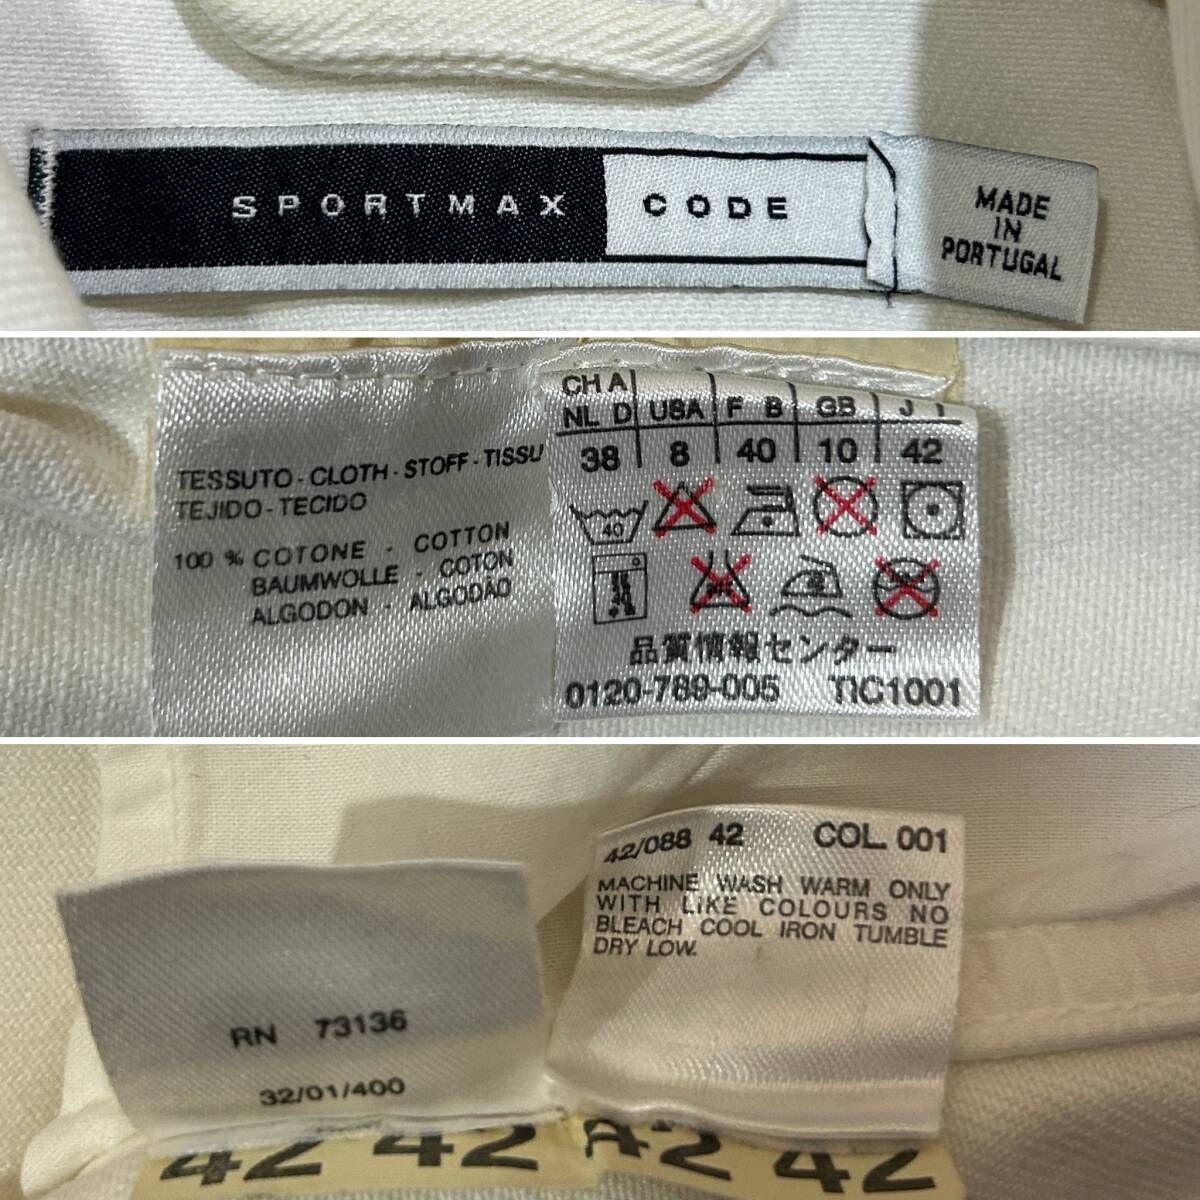 SPORTMAX CODE
MADE
IN
PORTUGAL
TESSUTO - CLOTH - STOFF - TISSU
TEJIDO - TECIDO
100 % COTONE - COTTON
BAUMWOLLE - COTON
ALGODON - ALGODÃO
CH A
NL D USA F B GB J I
38 8 40 10 42
40
品質情報センター
0120-789-005 TIC1001
42/088 42 COL. 001
MACHINE WASH WARM ONLY
WITH LIKE COLOURS NO
BLEACH COOL IRON TUMBLE
DRY LOW.
RN 73136
32/01/400
42 42 42 42